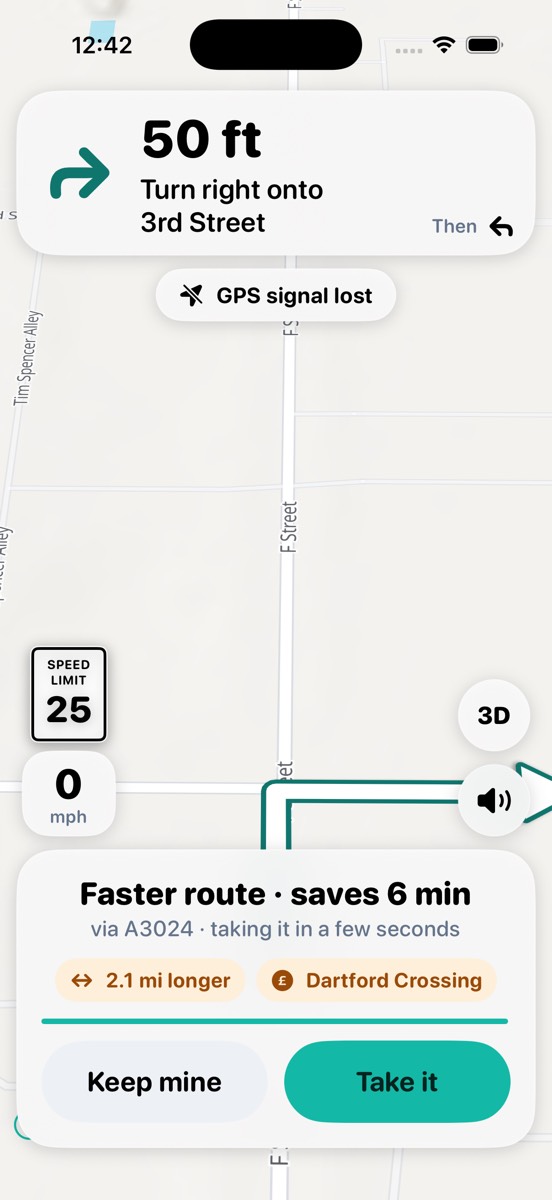 12:42
50 ft
Turn right onto
3rd Street
Then
GPS signal lost
Tim Spencer Alley
F Street
SPEED
LIMIT
25
3D
0
mph
Faster route · saves 6 min
via A3024 · taking it in a few seconds
2.1 mi longer
£ Dartford Crossing
Keep mine
Take it